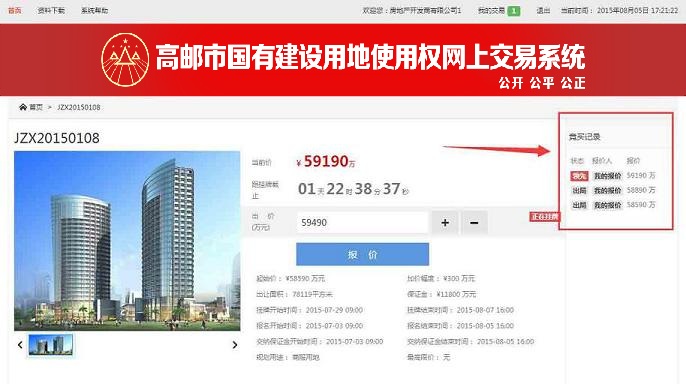 首页 资料下载 系统帮助 欢迎您：房地产开发商有限公司1 我的交易 1 退出 当前时间： 2015年08月05日 17:21:22
高邮市国有建设用地使用权网上交易系统
公开 公平 公正
首页 > JZX20150108
JZX20150108
当前价 ¥ 59190万
距挂牌截止 01天22时38分37秒
出 价 (万元) 59490 + −
正在挂牌
报 价
起始价： ¥58590 万元 加价幅度： ¥300 万元
出让面积： 78119平方米 保证金： ¥11800 万元
挂牌开始时间： 2015-07-29 09:00 挂牌结束时间： 2015-08-07 16:00
报名开始时间： 2015-07-03 09:00 报名结束时间： 2015-08-05 16:00
交纳保证金开始时间： 2015-07-03 09:00 交纳保证金结束时间： 2015-08-05 16:00
规划用途： 商服用地 最高限价： 无
竞买记录
状态 报价人 报价
领先 我的报价 59190 万
出局 我的报价 58890 万
出局 我的报价 58590 万